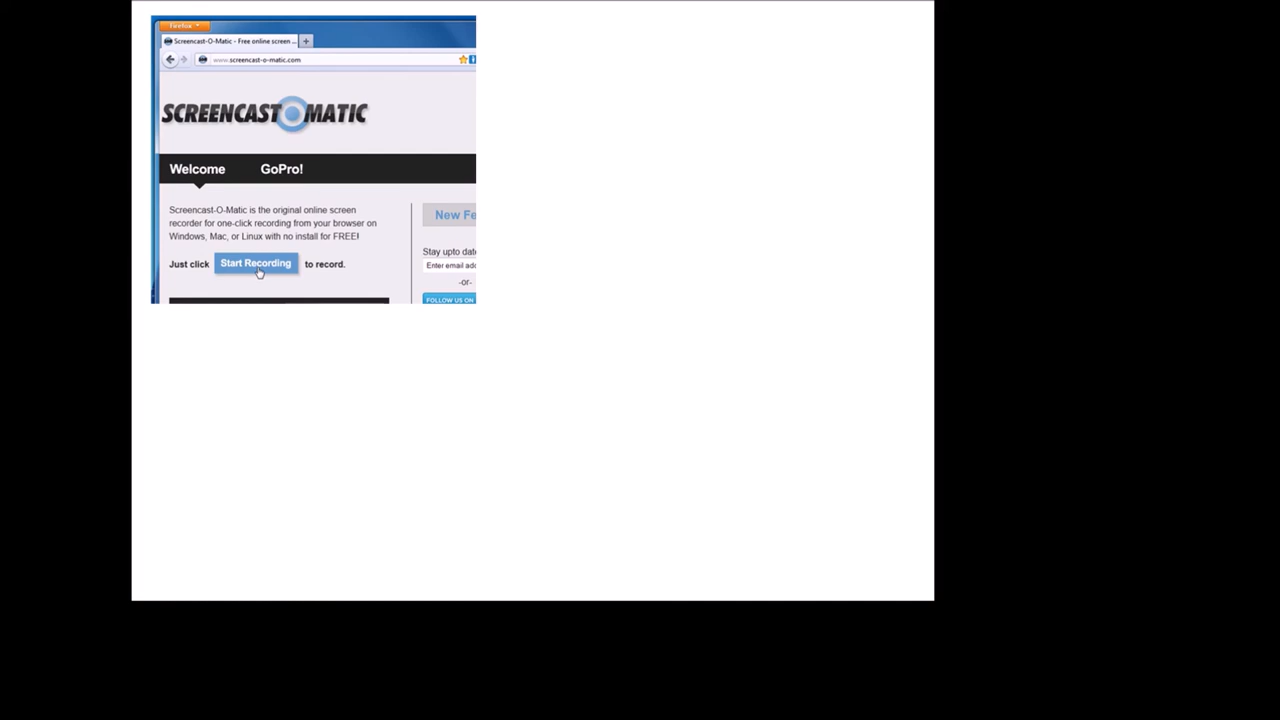 Firefox
Screencast-O-Matic - Free online screen ...
www.screencast-o-matic.com
SCREENCAST O MATIC
Welcome GoPro!
Screencast-O-Matic is the original online screen
recorder for one-click recording from your browser on
Windows, Mac, or Linux with no install for FREE!
Just click Start Recording to record.
New Fe
Stay upto date
Enter email add
-or-
FOLLOW US ON